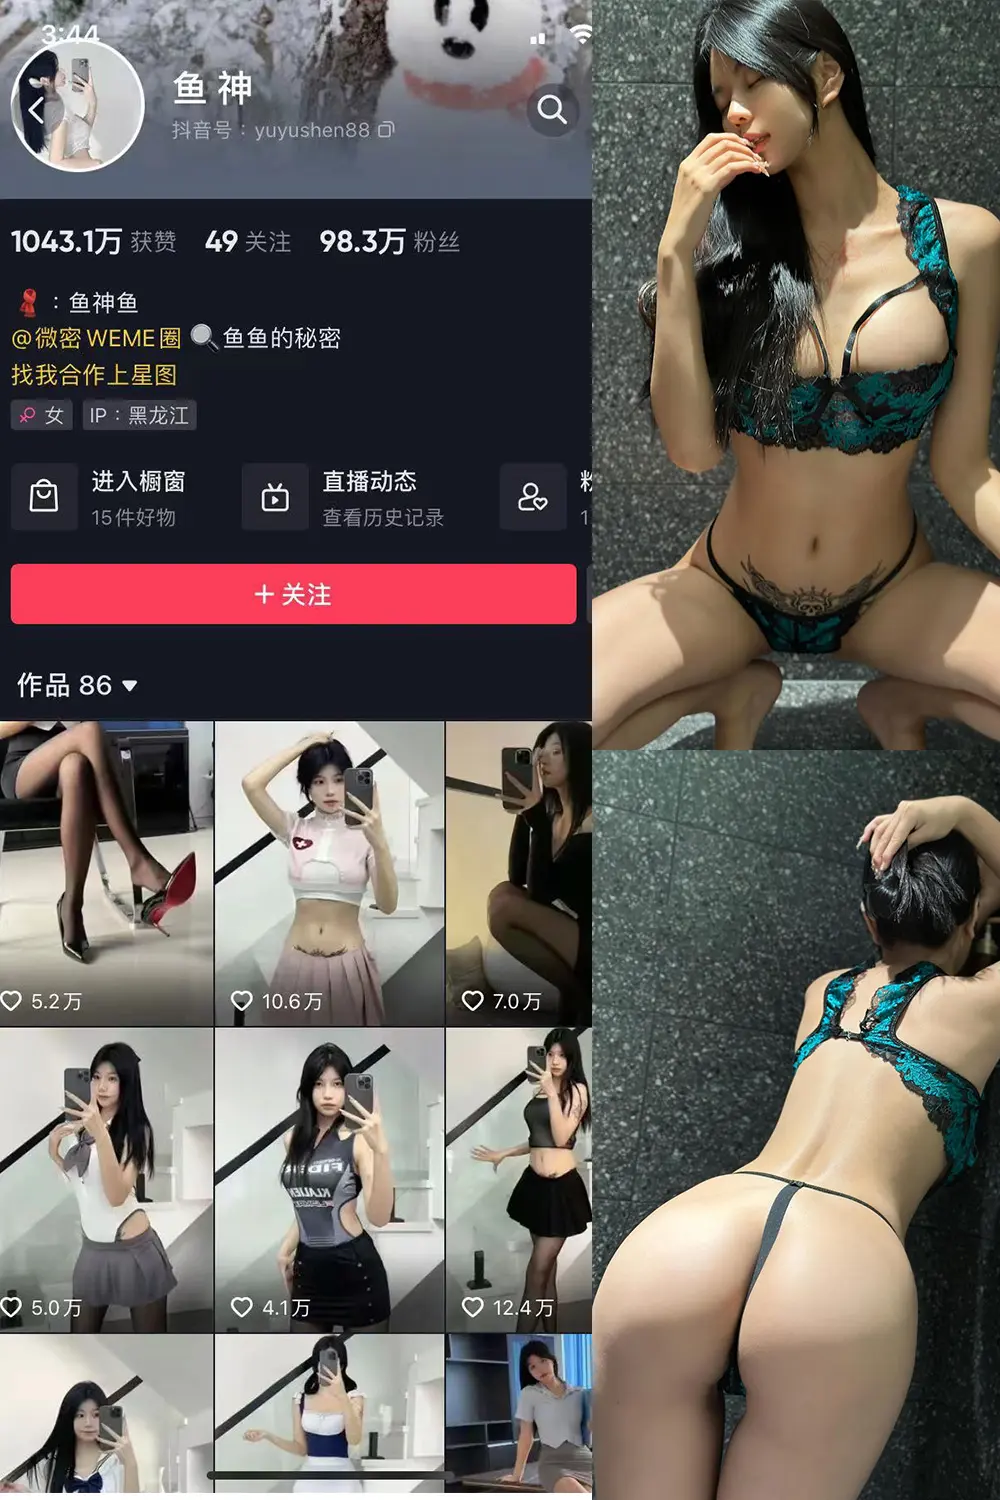 3:44
鱼 神
抖音号：yuyushen88
1043.1万 获赞 49 关注 98.3万 粉丝
：鱼神鱼
@微密 WEME圈 鱼鱼的秘密
找我合作上星图
女 IP：黑龙江
进入橱窗
15件好物
直播动态
查看历史记录
1
+ 关注
作品 86
5.2万
10.6万
7.0万
5.0万
4.1万
12.4万